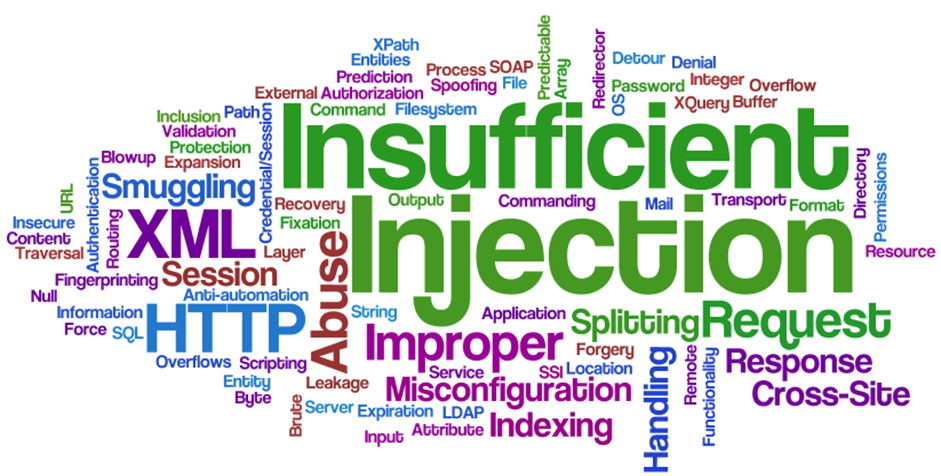 XPath
Entities
Prediction
Process
SOAP
Predictable
Array
Redirector
Detour
Denial
External
Authorization
Spoofing
File
OS
Password
Integer
Overflow
Command
Filesystem
XQuery
Buffer
Inclusion
Path
Validation
Credential/Session
Protection
Insufficient
Blowup
Expansion
Directory
Permissions
URL
Authentication
Smuggling
Recovery
Output
Commanding
Mail
Transport
Format
Insecure
Routing
XML
Fixation
Injection
Content
Traversal
Layer
Abuse
Resource
Fingerprinting
Session
Null
Anti-automation
Information
HTTP
String
Application
Splitting
Request
Force
SQL
Improper
Forgery
Overflows
Scripting
Service
SSI
Location
Handling
Remote
Functionality
Response
Entity
Leakage
Misconfiguration
Cross-Site
Byte
Brute
Server
Expiration
LDAP
Indexing
Input
Attribute